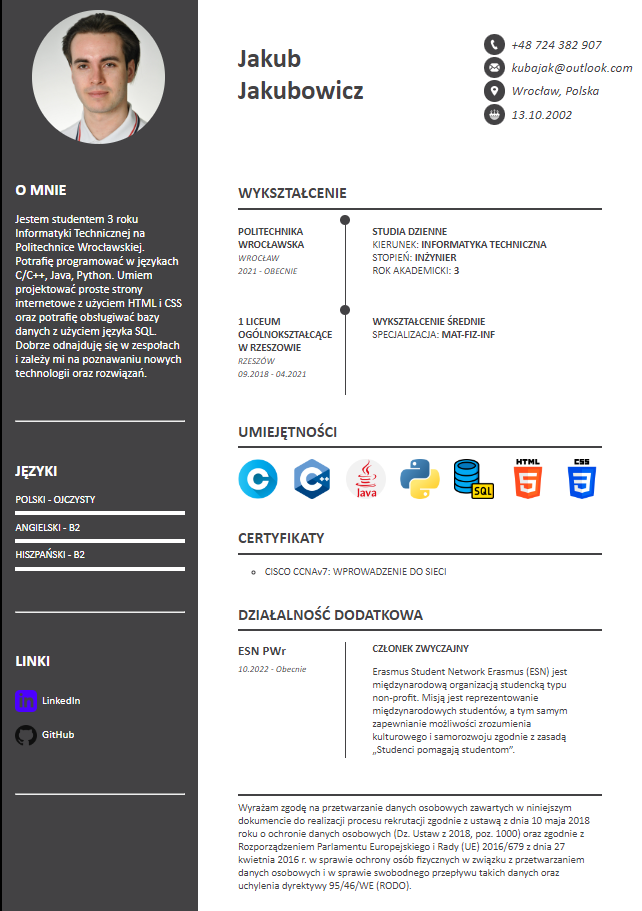 Jakub
Jakubowicz
+48 724 382 907
kubajak@outlook.com
Wrocław, Polska
13.10.2002
O MNIE
Jestem studentem 3 roku
Informatyki Technicznej na
Politechnice Wrocławskiej.
Potrafię programować w językach
C/C++, Java, Python. Umiem
projektować proste strony
internetowe z użyciem HTML i CSS
oraz potrafię obsługiwać bazy
danych z użyciem języka SQL.
Dobrze odnajduję się w zespołach
i zależy mi na poznawaniu nowych
technologii oraz rozwiązań.
JĘZYKI
POLSKI - OJCZYSTY
ANGIELSKI - B2
HISZPAŃSKI - B2
LINKI
in LinkedIn
GitHub
WYKSZTAŁCENIE
POLITECHNIKA
WROCŁAWSKA
WROCŁAW
2021 - OBECNIE
STUDIA DZIENNE
KIERUNEK: INFORMATYKA TECHNICZNA
STOPIEŃ: INŻYNIER
ROK AKADEMICKI: 3
1 LICEUM
OGÓLNOKSZTAŁCĄCE
W RZESZOWIE
RZESZÓW
09.2018 - 04.2021
WYKSZTAŁCENIE ŚREDNIE
SPECJALIZACJA: MAT-FIZ-INF
UMIEJĘTNOŚCI
C C++ Java SQL HTML 5 CSS 3
CERTYFIKATY
CISCO CCNAv7: WPROWADZENIE DO SIECI
DZIAŁALNOŚĆ DODATKOWA
ESN PWr
10.2022 - Obecnie
CZŁONEK ZWYCZAJNY
Erasmus Student Network Erasmus (ESN) jest
międzynarodową organizacją studencką typu
non-profit. Misją jest reprezentowanie
międzynarodowych studentów, a tym samym
zapewnianie możliwości zrozumienia
kulturowego i samorozwoju zgodnie z zasadą
„Studenci pomagają studentom”.
Wyrażam zgodę na przetwarzanie danych osobowych zawartych w niniejszym
dokumencie do realizacji procesu rekrutacji zgodnie z ustawą z dnia 10 maja 2018
roku o ochronie danych osobowych (Dz. Ustaw z 2018, poz. 1000) oraz zgodnie z
Rozporządzeniem Parlamentu Europejskiego i Rady (UE) 2016/679 z dnia 27
kwietnia 2016 r. w sprawie ochrony osób fizycznych w związku z przetwarzaniem
danych osobowych i w sprawie swobodnego przepływu takich danych oraz
uchylenia dyrektywy 95/46/WE (RODO).